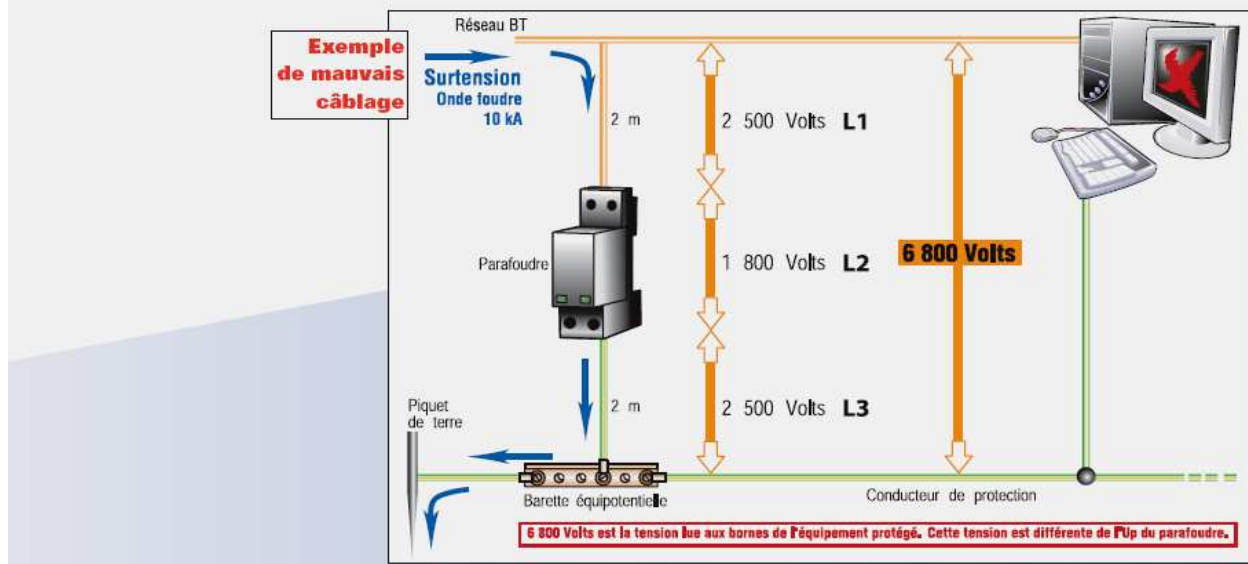 Réseau BT
Exemple
de mauvais
câblage
Surtension
Onde foudre
10 kA
2 m
2 500 Volts L1
Parafoudre
1 800 Volts L2
6 800 Volts
2 m
2 500 Volts L3
Piquet
de terre
Barette équipotentielle
Conducteur de protection
6 800 Volts est la tension lue aux bornes de l'équipement protégé. Cette tension est différente de l'Up du parafoudre.